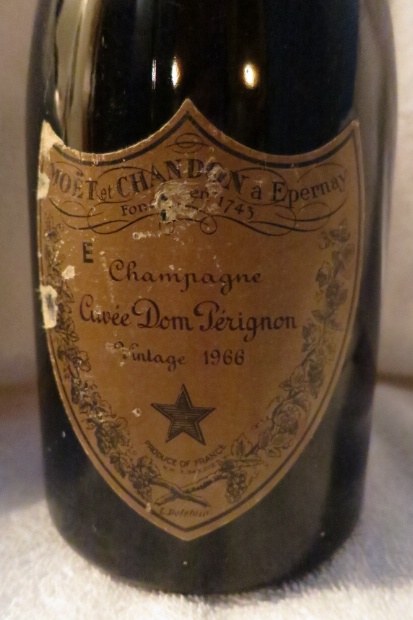 MOËT et CHANDON à Epernay
Fondée en 1743
E
Champagne
Cuvée Dom Pérignon
Vintage 1966
PRODUCE OF FRANCE